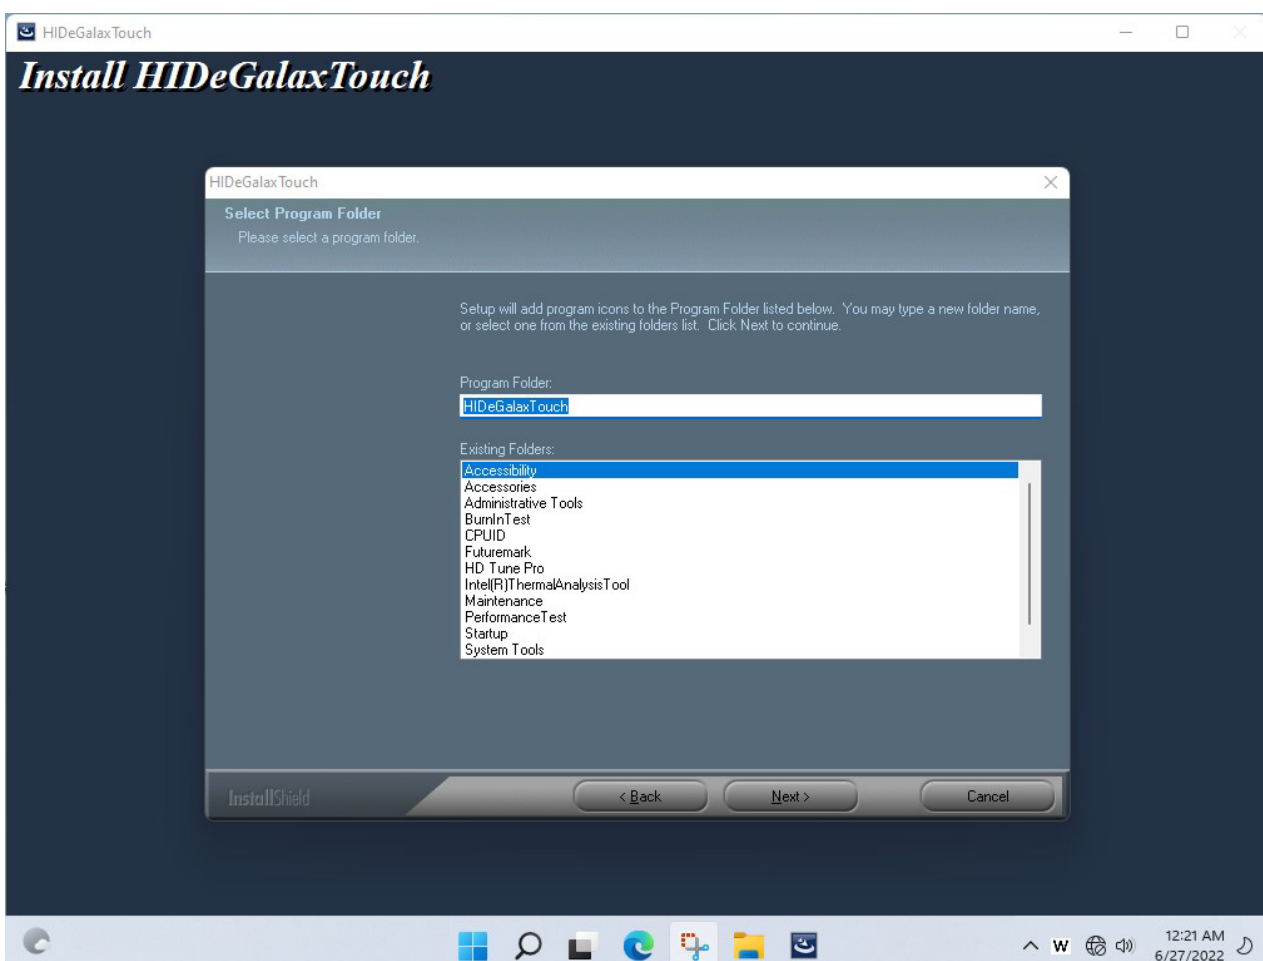 HIDeGalaxTouch
Install HIDeGalaxTouch
HIDeGalaxTouch
Select Program Folder
Please select a program folder.
Setup will add program icons to the Program Folder listed below. You may type a new folder name,
or select one from the existing folders list. Click Next to continue.
Program Folder:
HIDeGalaxTouch
Existing Folders:
Accessibility
Accessories
Administrative Tools
BurnInTest
CPUID
Futuremark
HD Tune Pro
Intel(R)ThermalAnalysisTool
Maintenance
PerformanceTest
Startup
System Tools
InstallShield
< Back
Next >
Cancel
W
12:21 AM
6/27/2022